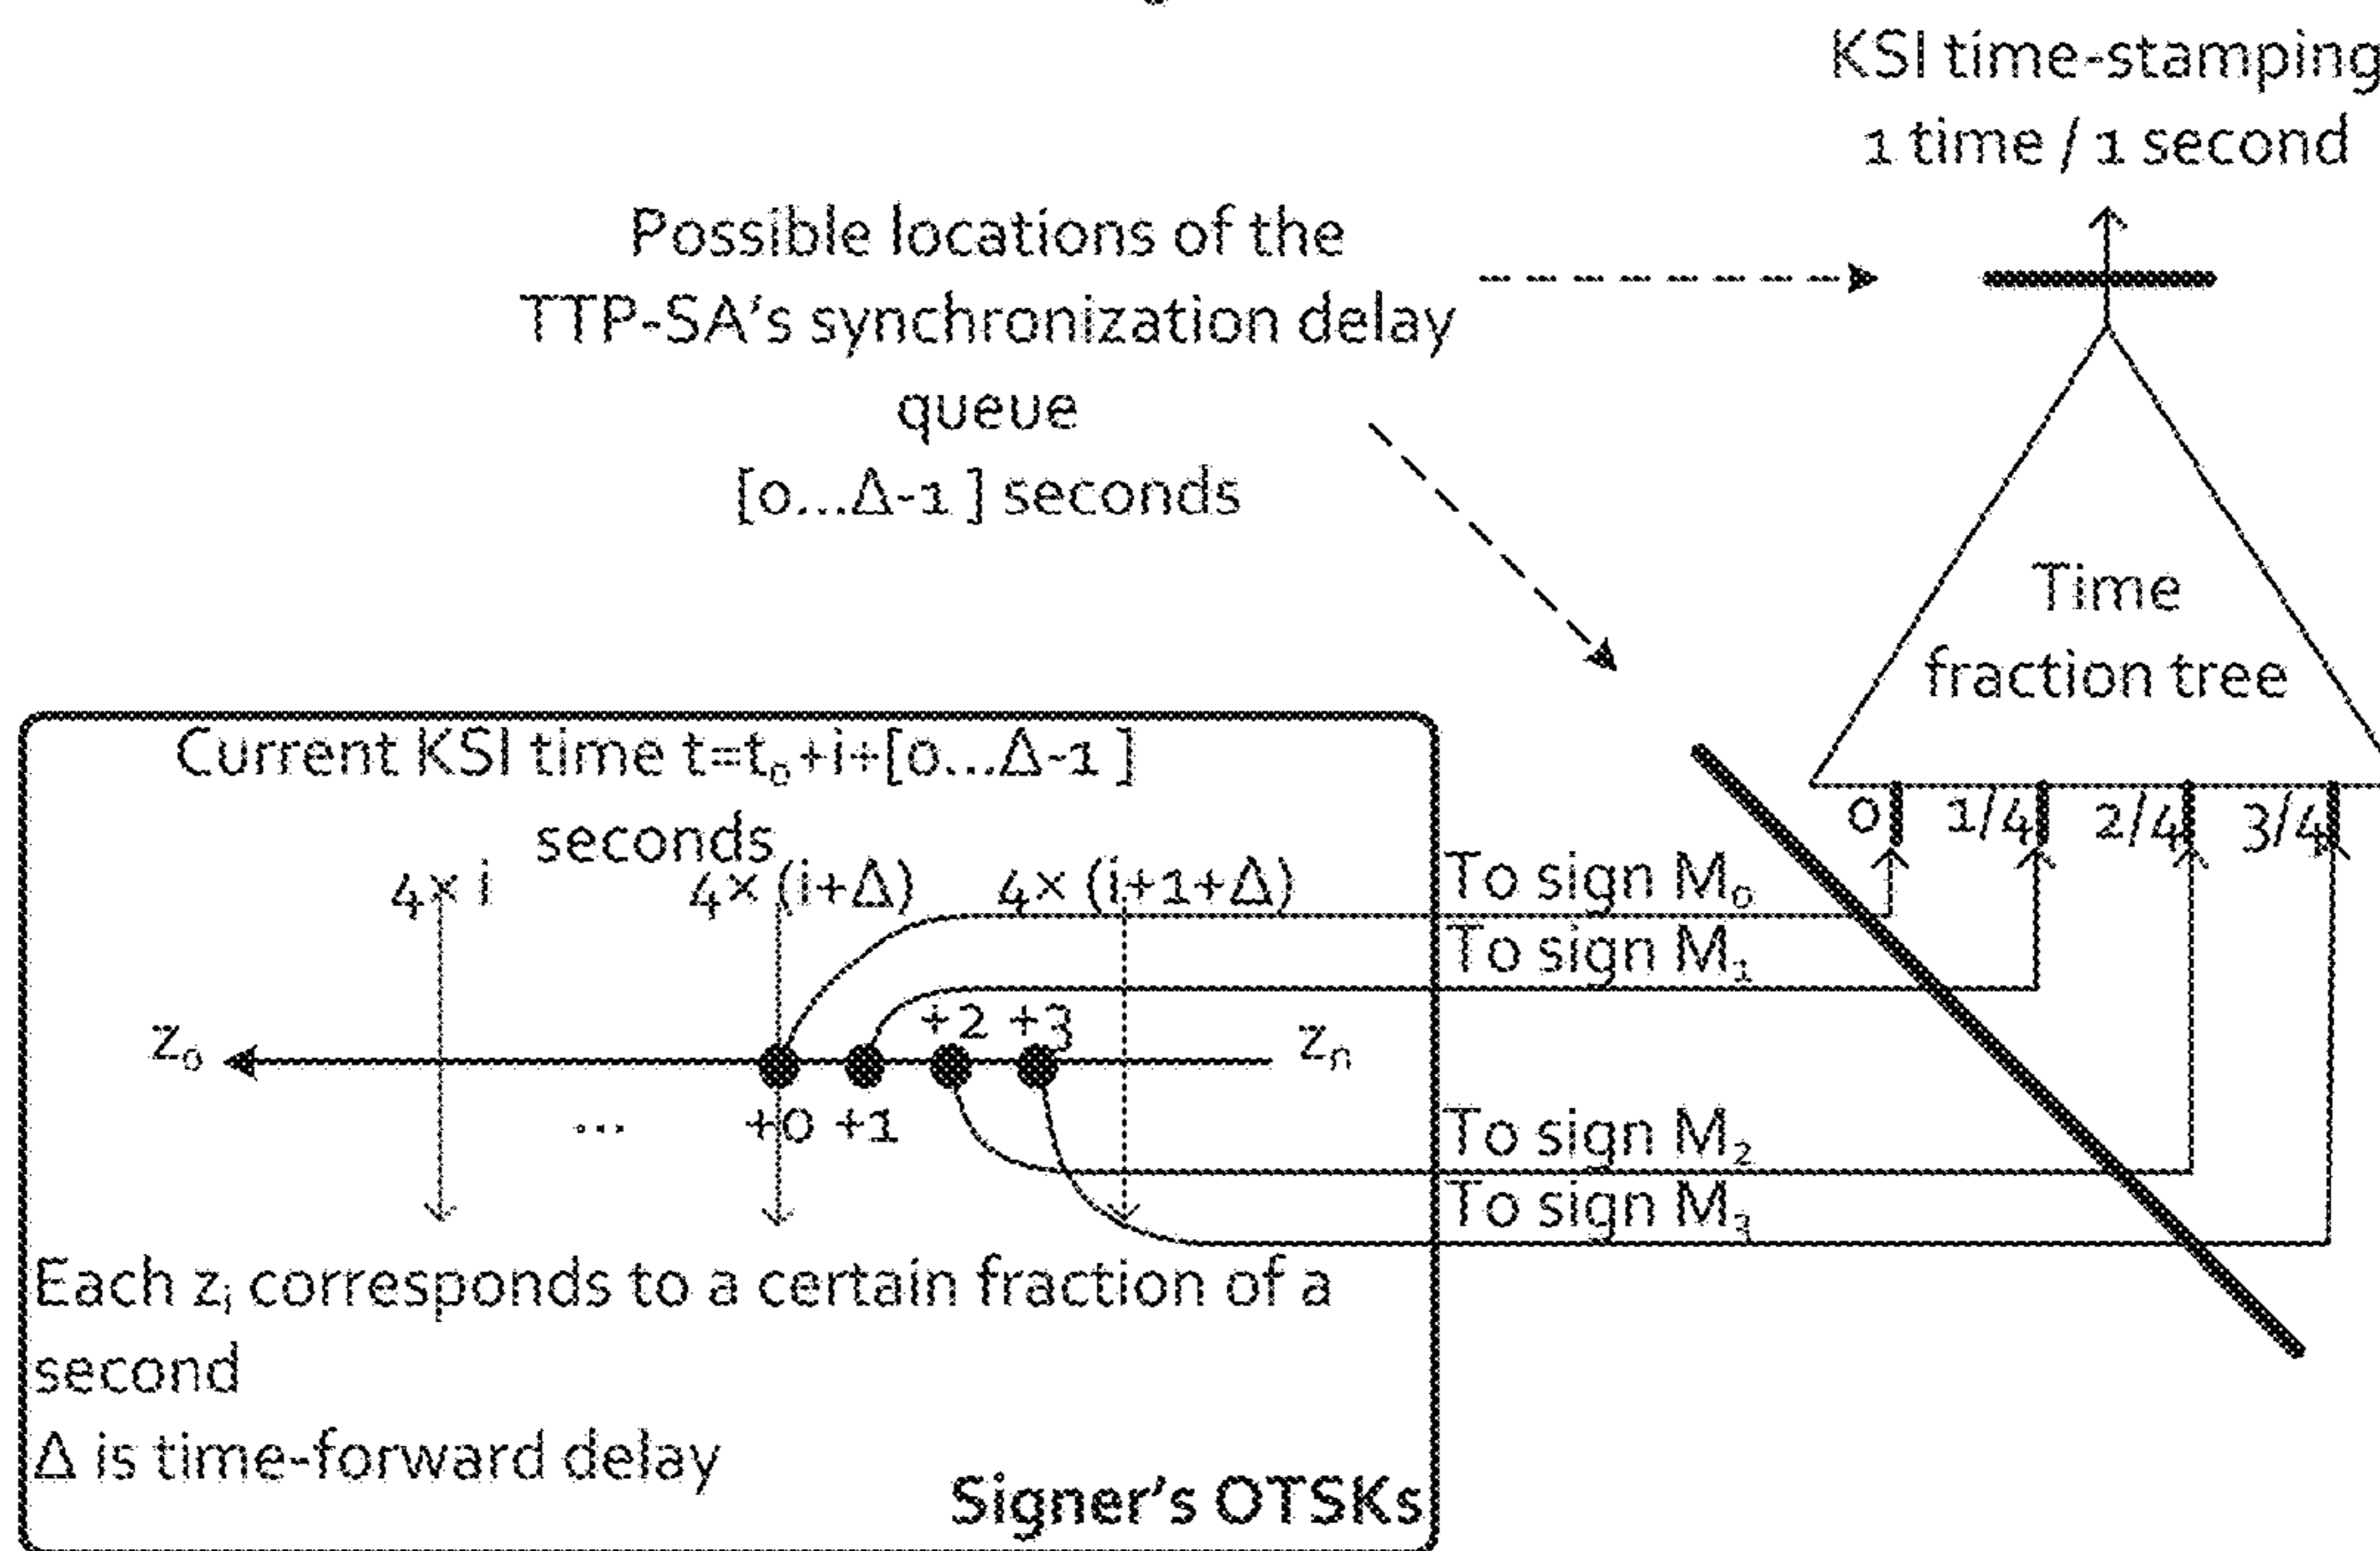 KSI time-stamping
1 time / 1 second
Possible locations of the
TTP-SA's synchronization delay
queue
[0...Δ-1 ] seconds
Time
fraction tree
0 1/4 2/4 3/4
Current KSI time t=t₀+i+[0...Δ-1 ]
seconds
4× i 4× (i+Δ) 4× (i+1+Δ)
To sign M₀
To sign M₁
+2 +3
z₀ zₙ
... +0 +1
To sign M₂
To sign M₃
Each zᵢ corresponds to a certain fraction of a
second
Δ is time-forward delay
Signer's OTSKs